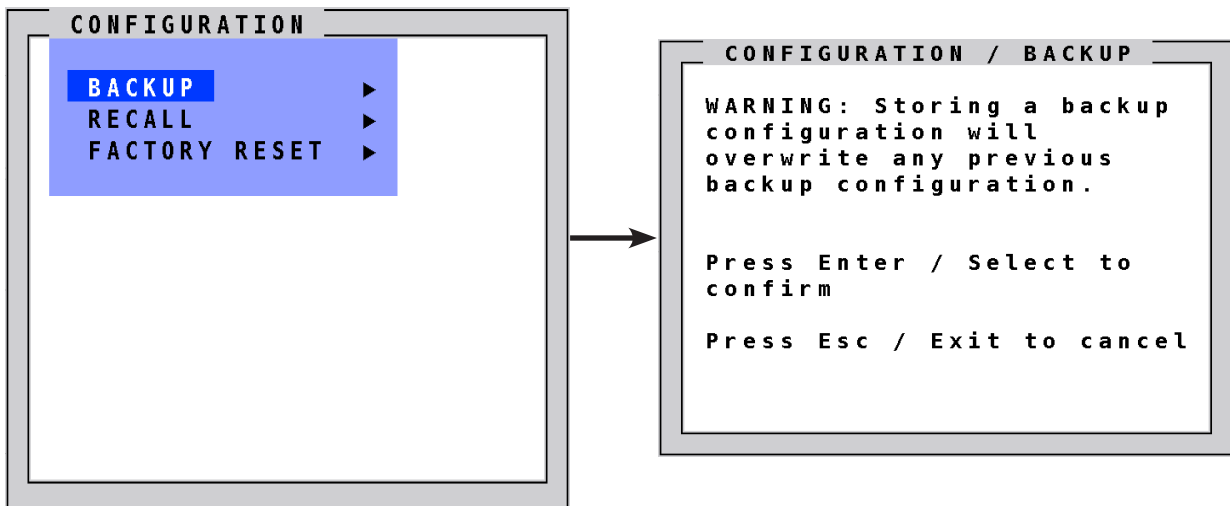 CONFIGURATION
BACKUP
RECALL
FACTORY RESET
CONFIGURATION / BACKUP
WARNING: Storing a backup
configuration will
overwrite any previous
backup configuration.
Press Enter / Select to
confirm
Press Esc / Exit to cancel